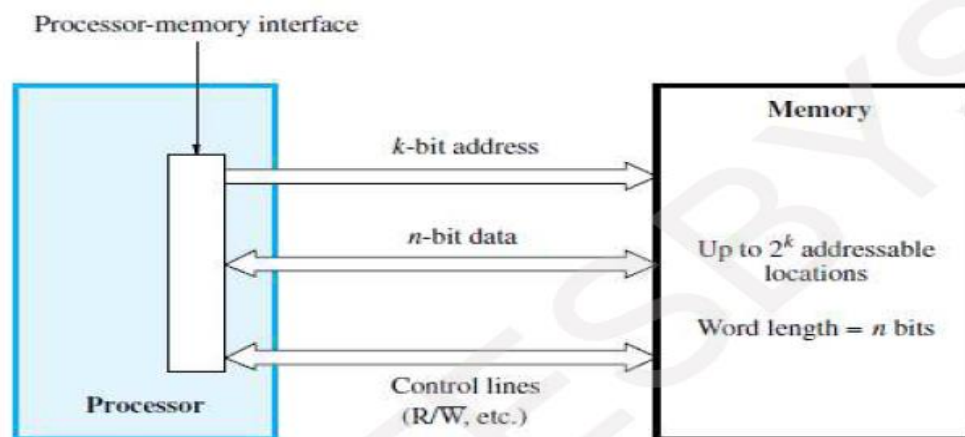 Processor-memory interface
Memory
k-bit address
n-bit data
Up to 2^k addressable
locations
Word length = n bits
Control lines
(R/W̅, etc.)
Processor